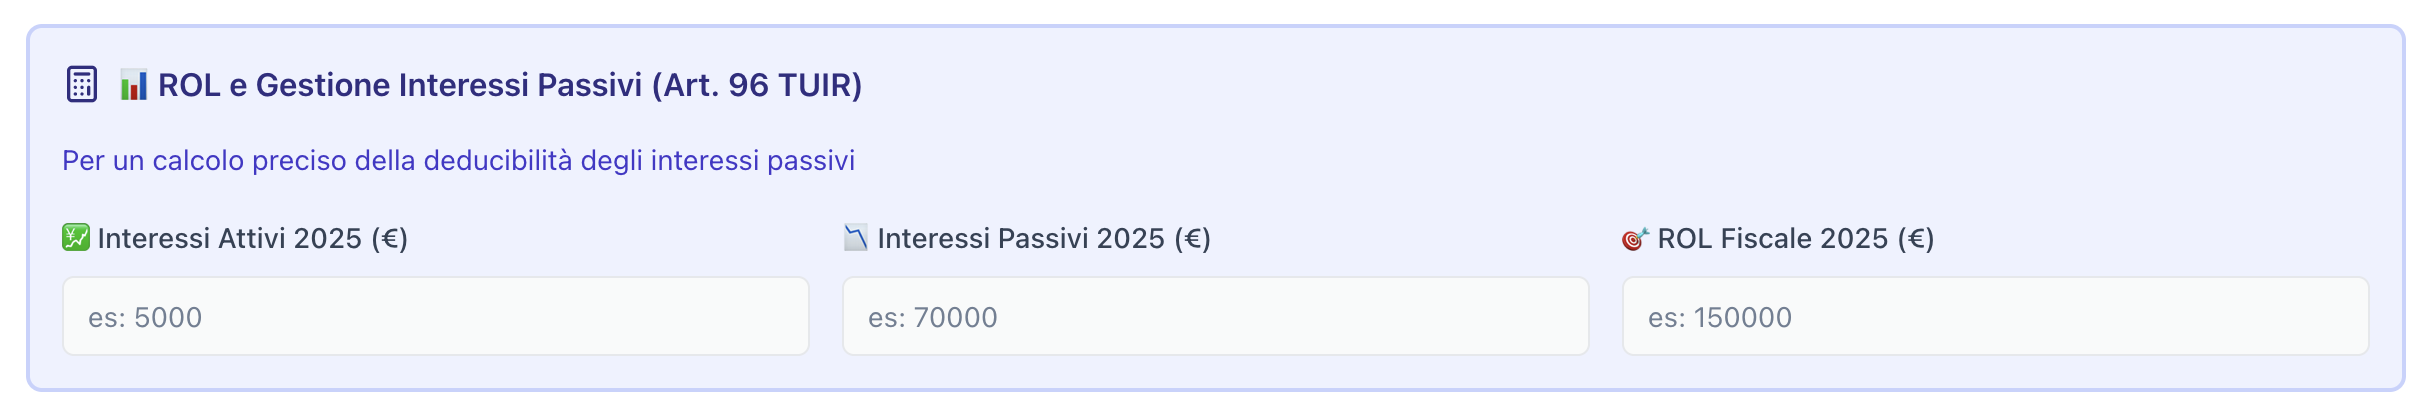 ROL e Gestione Interessi Passivi (Art. 96 TUIR)
Per un calcolo preciso della deducibilità degli interessi passivi
Interessi Attivi 2025 (€)
es: 5000
Interessi Passivi 2025 (€)
es: 70000
ROL Fiscale 2025 (€)
es: 150000